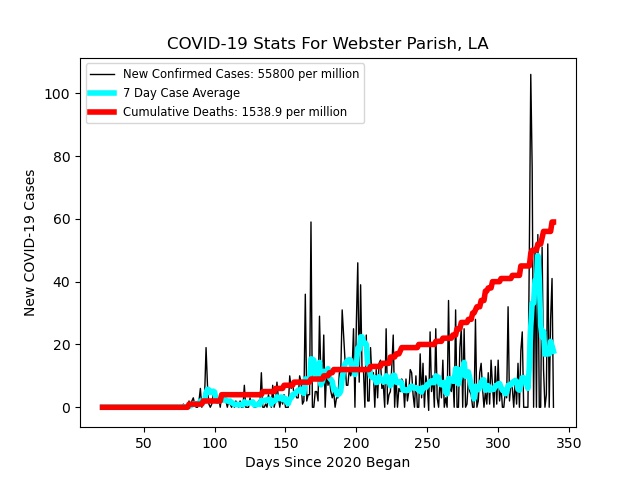 COVID-19 Stats For Webster Parish, LA
New Confirmed Cases: 55800 per million
7 Day Case Average
Cumulative Deaths: 1538.9 per million
New COVID-19 Cases
100
80
60
40
20
0
50
100
150
200
250
300
350
Days Since 2020 Began